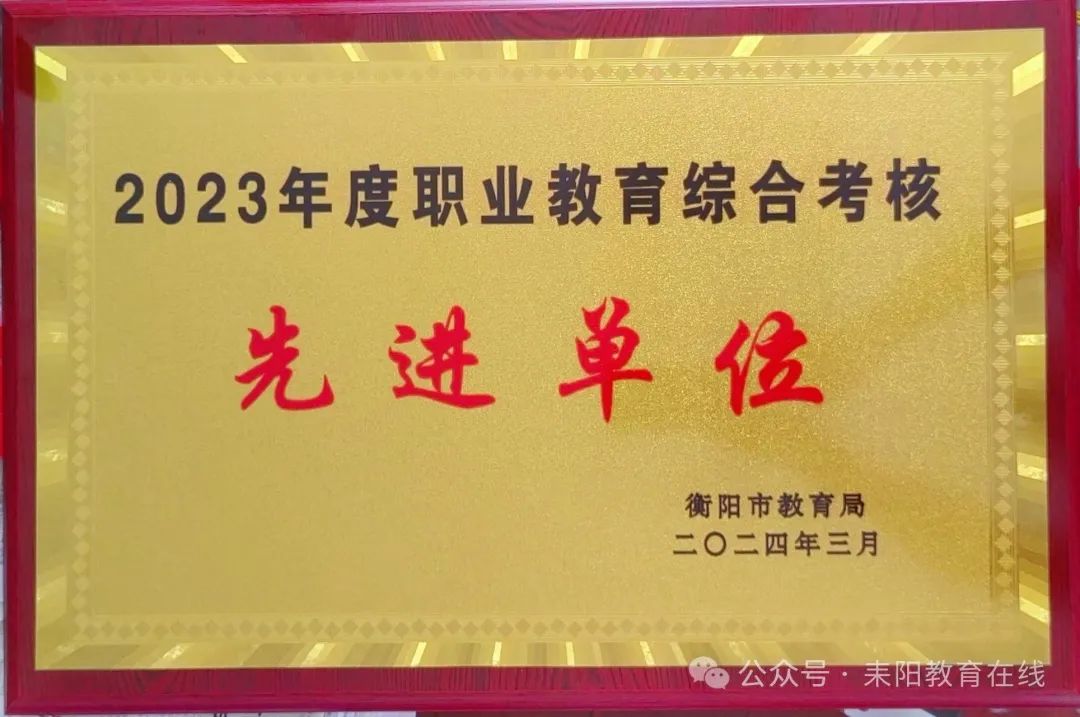 2023年度职业教育综合考核
先进单位
衡阳市教育局
二〇二四年三月
公众号·耒阳教育在线